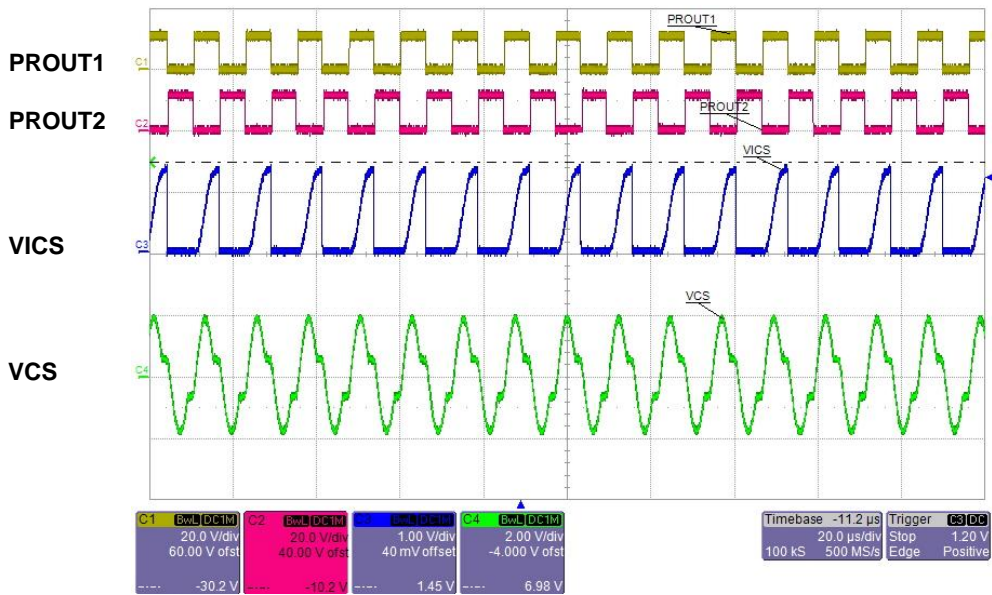 PROUT1
PROUT1
C1
PROUT2
PROUT2
C2
VICS
VICS
C3
VCS
VCS
C4
C1 BwL DC1M
20.0 V/div
60.00 V ofst
-30.2 V
C2 BwL DC1M
20.0 V/div
40.00 V ofst
-10.2 V
C3 BwL DC1M
1.00 V/div
40 mV offset
1.45 V
C4 BwL DC1M
2.00 V/div
-4.000 V ofst
6.98 V
Timebase -11.2 µs
20.0 µs/div
100 kS 500 MS/s
Trigger C3 DC
Stop 1.20 V
Edge Positive